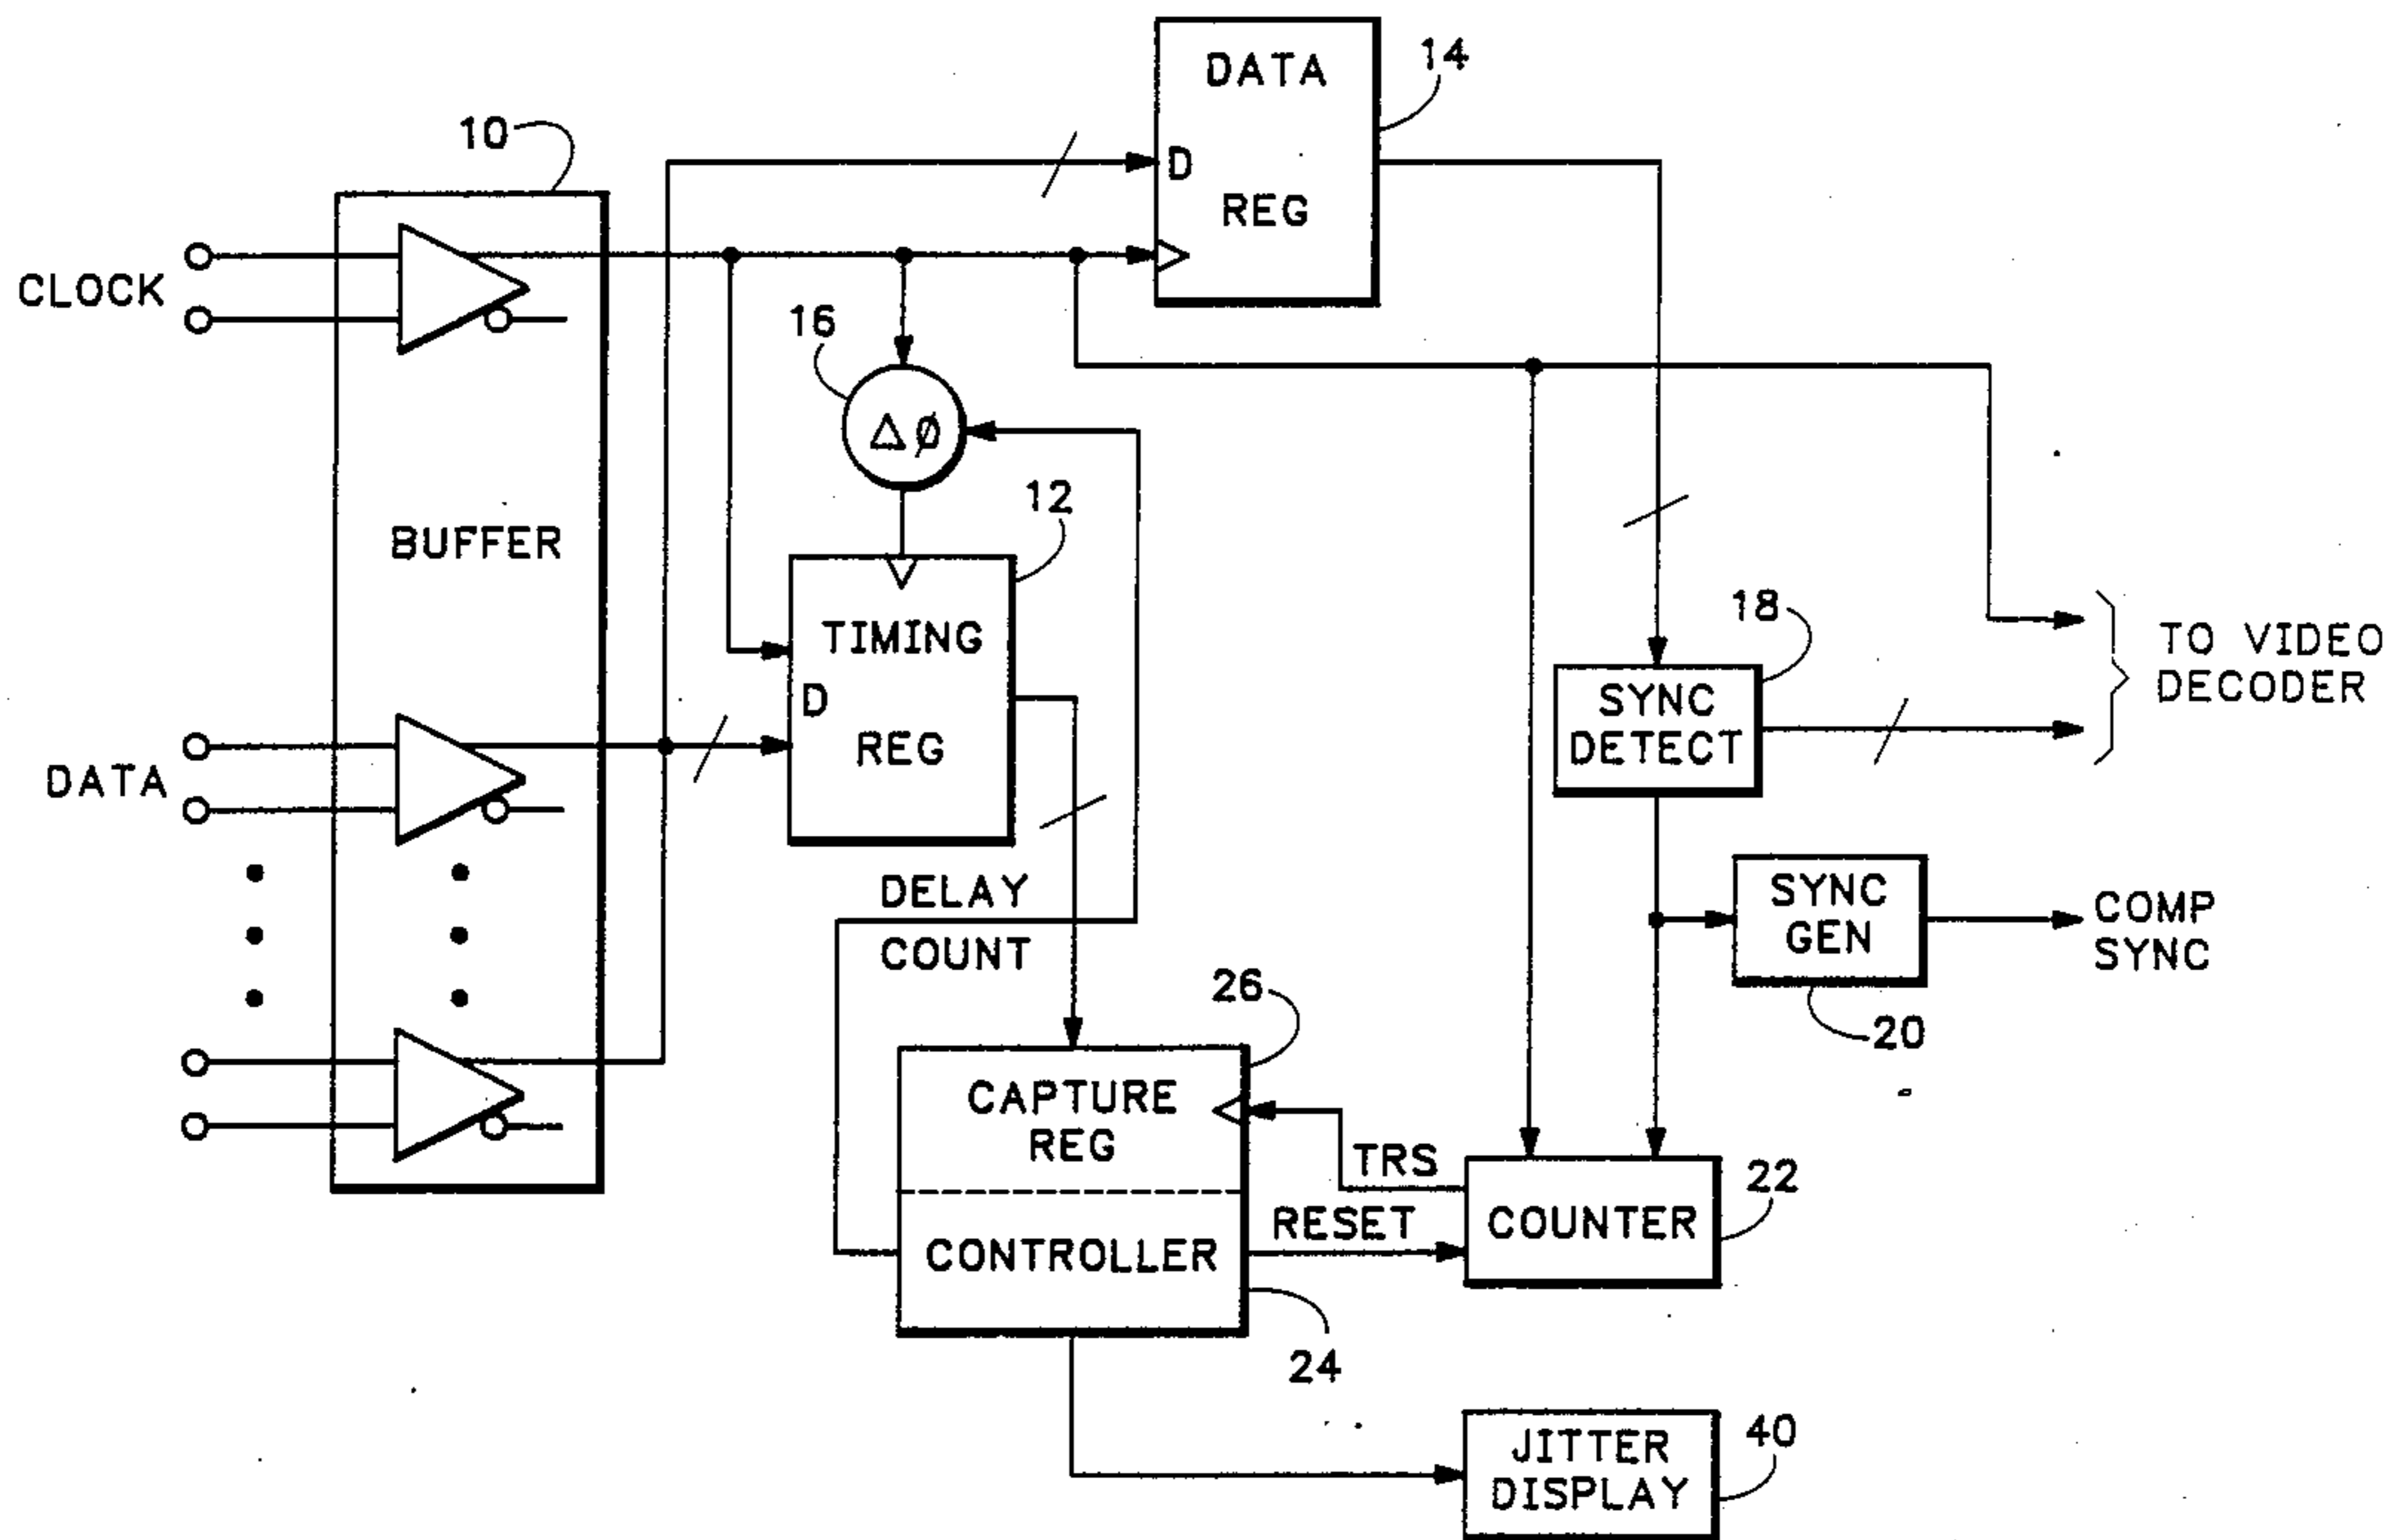 DATA
REG
14
D
10
CLOCK
16
Δø
12
BUFFER
TIMING
D
REG
18
SYNC
DETECT
TO VIDEO
DECODER
DATA
DELAY
COUNT
SYNC
GEN
COMP
SYNC
20
26
CAPTURE
REG
TRS
RESET
CONTROLLER
COUNTER
22
24
JITTER
DISPLAY
40